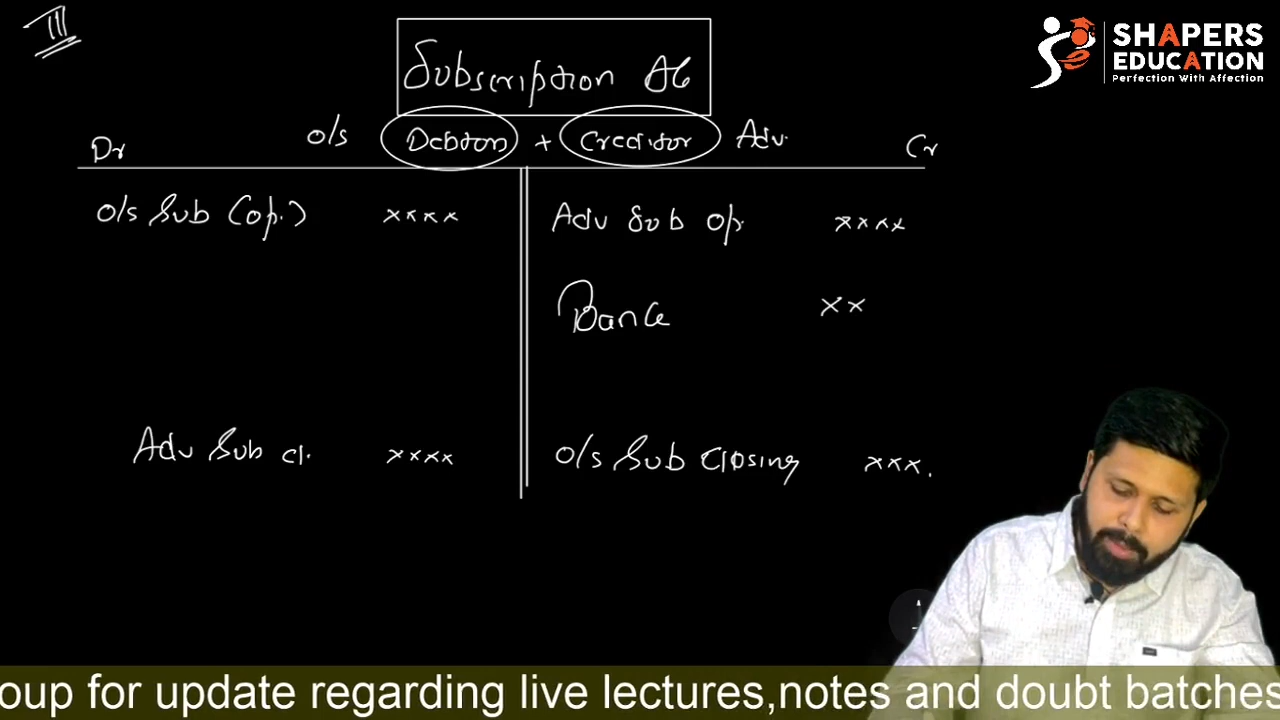 III
SHAPERS
EDUCATION
Perfection With Affection
Subscription A/c
o/s Debtor + Creditor Adv.
Dr Cr
o/s Sub (op.) xxxx Adv Sub op. xxxx
Bank xx
Adv Sub cl. xxxx o/s Sub closing xxx.
oup for update regarding live lectures,notes and doubt batches